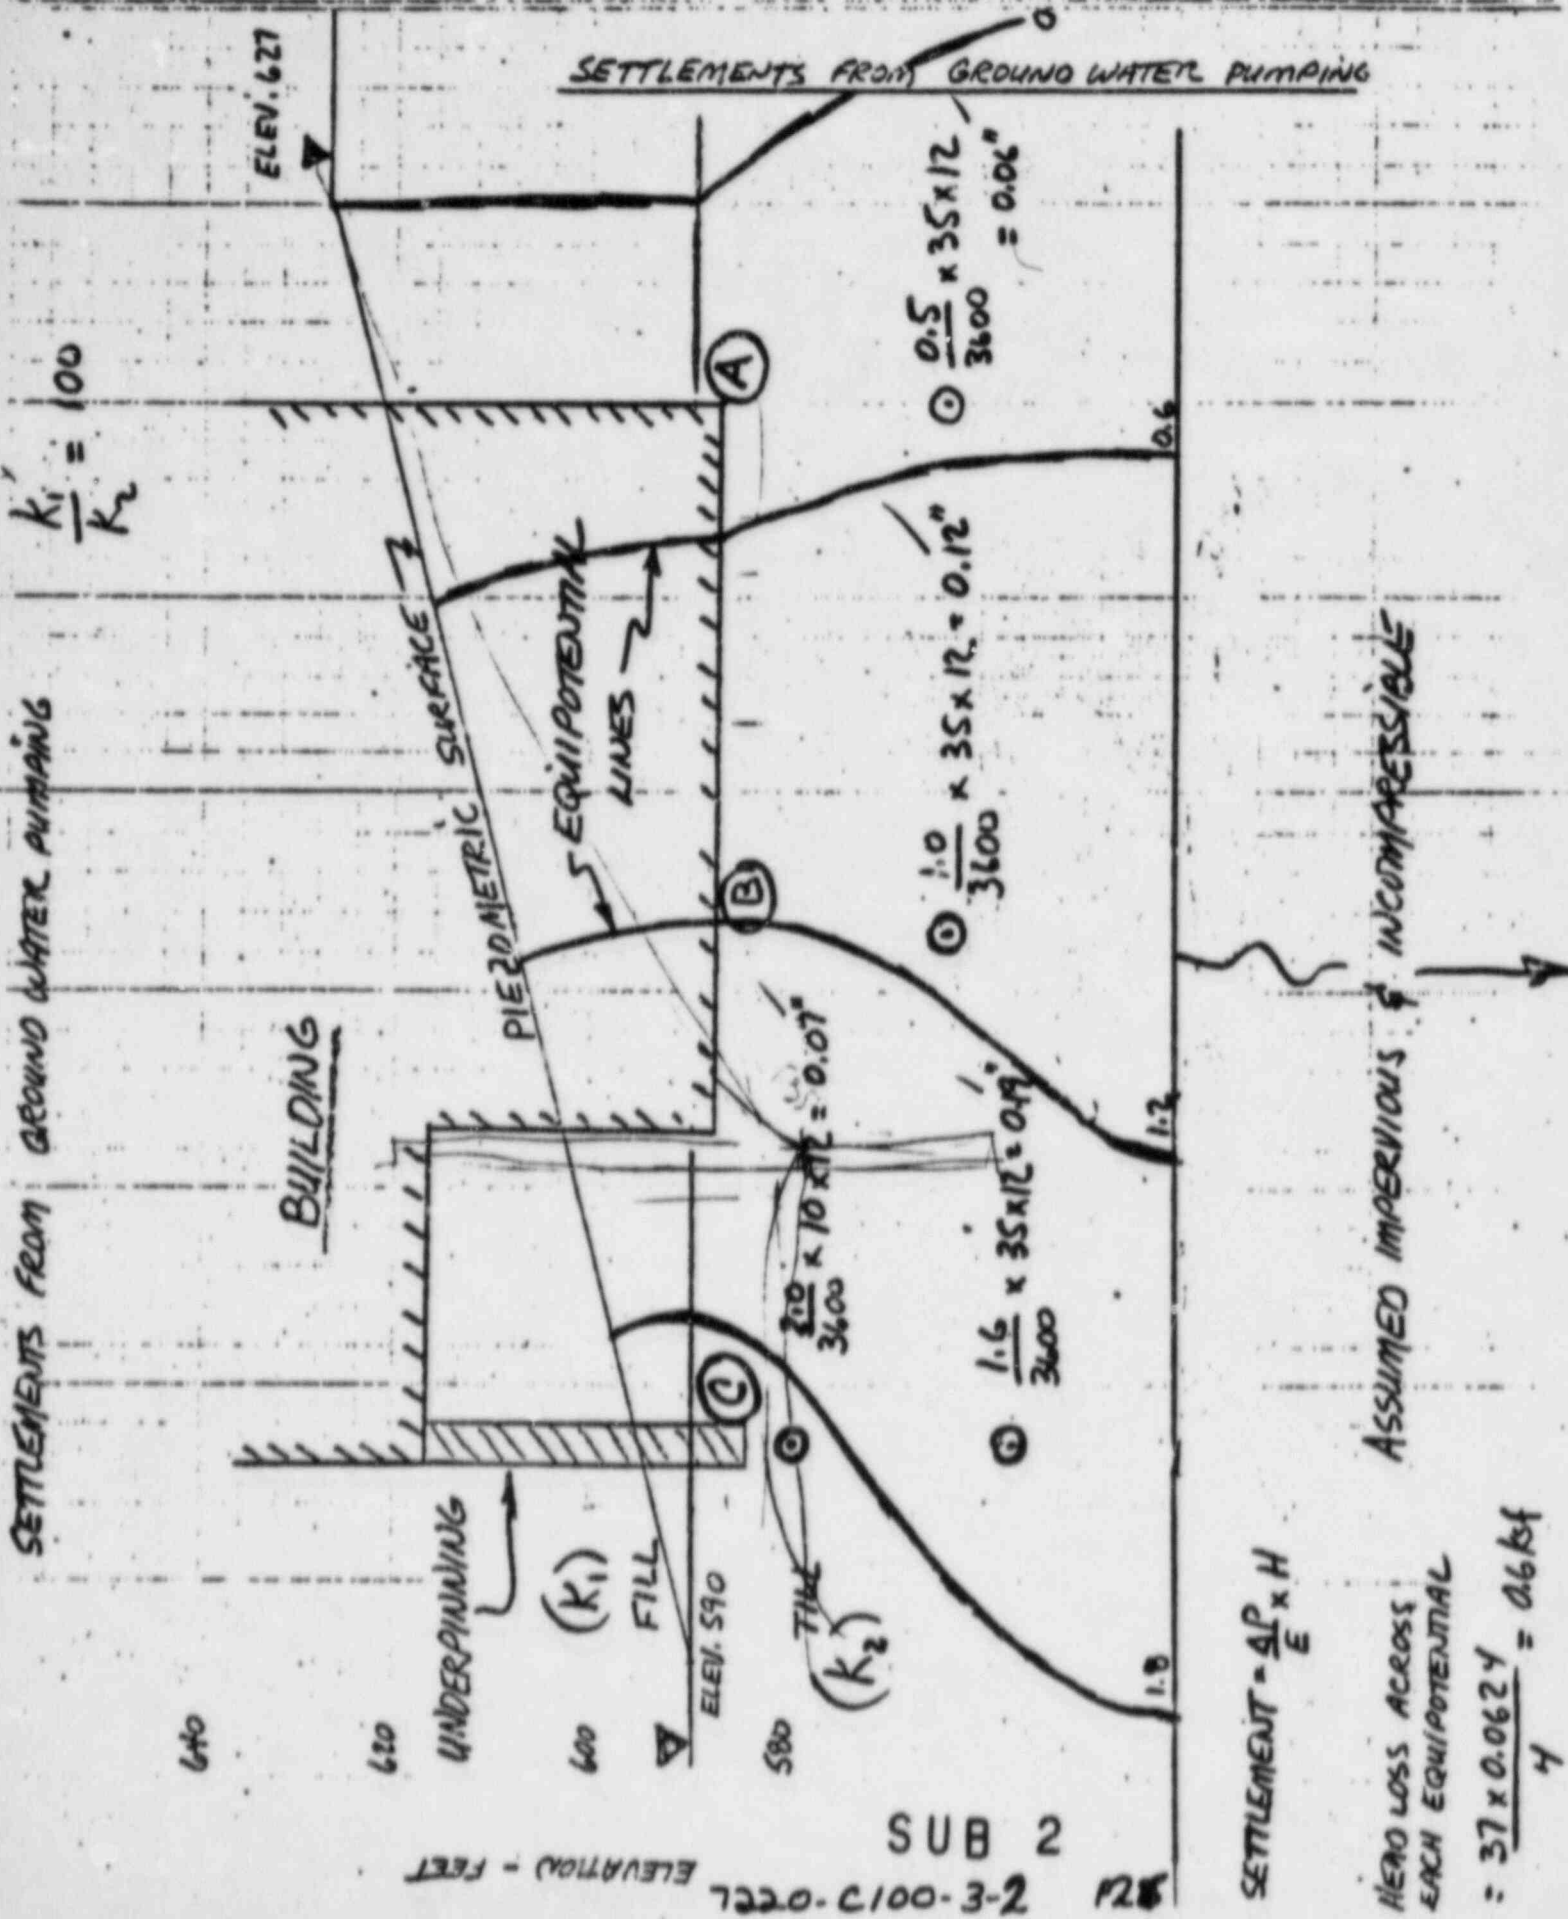 SETTLEMENTS FROM GROUND WATER PUMPING
SETTLEMENTS FROM GROUND WATER PUMPING
K1 / K2 = 100
ELEV. 627
BUILDING
PIEZOMETRIC SURFACE
EQUIPOTENTIAL
LINES
UNDERPINNING
(K1)
FILL
ELEV. 590
TILL
(K2)
A
B
C
0
0.6
1.2
1.8
0.5 / 3600 x 35 x 12
= 0.06"
1.0 / 3600 x 35 x 12 = 0.12"
2.0 / 3600 x 10 x 12 = 0.07"
1.6 / 3600 x 35 x 12 = 0.19"
640
620
600
580
ELEVATION - FEET
SETTLEMENT = ΔP / E x H
HEAD LOSS ACROSS
EACH EQUIPOTENTIAL
= 37 x 0.0624 / 4 = 0.6 ksf
ASSUMED IMPERVIOUS & INCOMPRESSIBLE
SUB 2
7220-C100-3-2